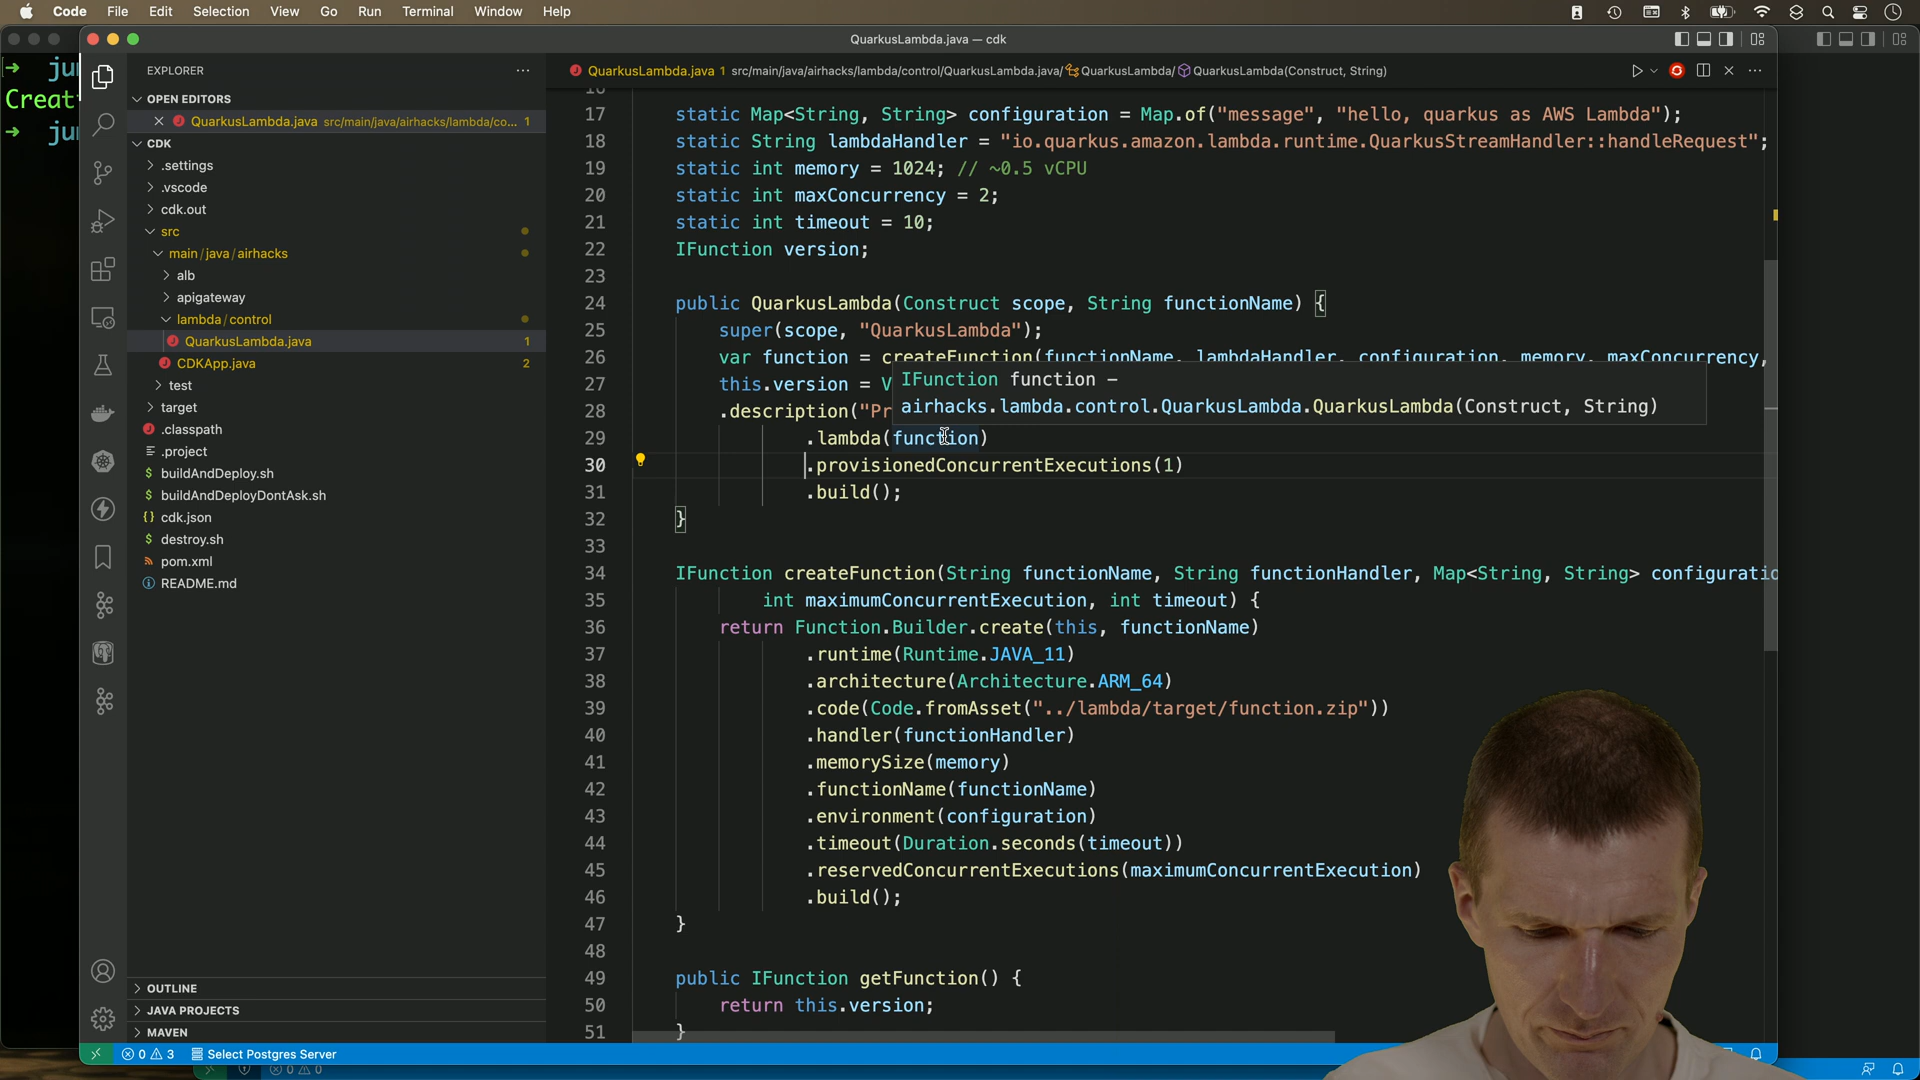 Code File Edit Selection View Go Run Terminal Window Help
QuarkusLambda.java — cdk
EXPLORER
QuarkusLambda.java 1 src/main/java/airhacks/lambda/control/QuarkusLambda.java/ QuarkusLambda/ QuarkusLambda(Construct, String)
OPEN EDITORS
QuarkusLambda.java src/main/java/airhacks/lambda/co... 1
CDK
.settings
.vscode
cdk.out
src
main/java/airhacks
alb
apigateway
lambda/control
QuarkusLambda.java 1
CDKApp.java 2
test
target
.classpath
.project
buildAndDeploy.sh
buildAndDeployDontAsk.sh
cdk.json
destroy.sh
pom.xml
README.md
OUTLINE
JAVA PROJECTS
MAVEN
17 static Map<String, String> configuration = Map.of("message", "hello, quarkus as AWS Lambda");
18 static String lambdaHandler = "io.quarkus.amazon.lambda.runtime.QuarkusStreamHandler::handleRequest";
19 static int memory = 1024; // ~0.5 vCPU
20 static int maxConcurrency = 2;
21 static int timeout = 10;
22 IFunction version;
23
24 public QuarkusLambda(Construct scope, String functionName) {
25 super(scope, "QuarkusLambda");
26 var function = createFunction(functionName, lambdaHandler, configuration, memory, maxConcurrency,
27 this.version = V
28 .description("Pr
IFunction function –
airhacks.lambda.control.QuarkusLambda.QuarkusLambda(Construct, String)
29 .lambda(function)
30 .provisionedConcurrentExecutions(1)
31 .build();
32 }
33
34 IFunction createFunction(String functionName, String functionHandler, Map<String, String> configuratio
35 int maximumConcurrentExecution, int timeout) {
36 return Function.Builder.create(this, functionName)
37 .runtime(Runtime.JAVA_11)
38 .architecture(Architecture.ARM_64)
39 .code(Code.fromAsset("../lambda/target/function.zip"))
40 .handler(functionHandler)
41 .memorySize(memory)
42 .functionName(functionName)
43 .environment(configuration)
44 .timeout(Duration.seconds(timeout))
45 .reservedConcurrentExecutions(maximumConcurrentExecution)
46 .build();
47 }
48
49 public IFunction getFunction() {
50 return this.version;
51 }
0 3 Select Postgres Server
0 0